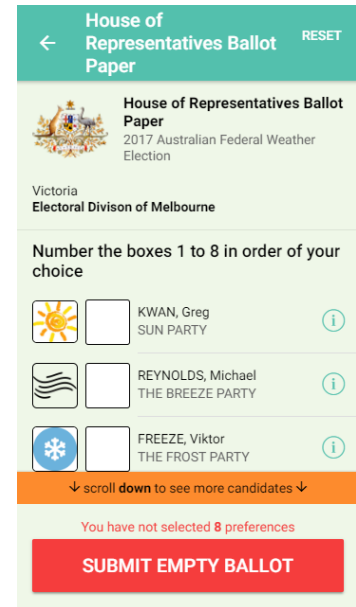 House of
Representatives Ballot
Paper
RESET
House of Representatives Ballot
Paper
2017 Australian Federal Weather
Election
Victoria
Electoral Divison of Melbourne
Number the boxes 1 to 8 in order of your
choice
KWAN, Greg
SUN PARTY
REYNOLDS, Michael
THE BREEZE PARTY
FREEZE, Viktor
THE FROST PARTY
↓ scroll down to see more candidates ↓
You have not selected 8 preferences
SUBMIT EMPTY BALLOT